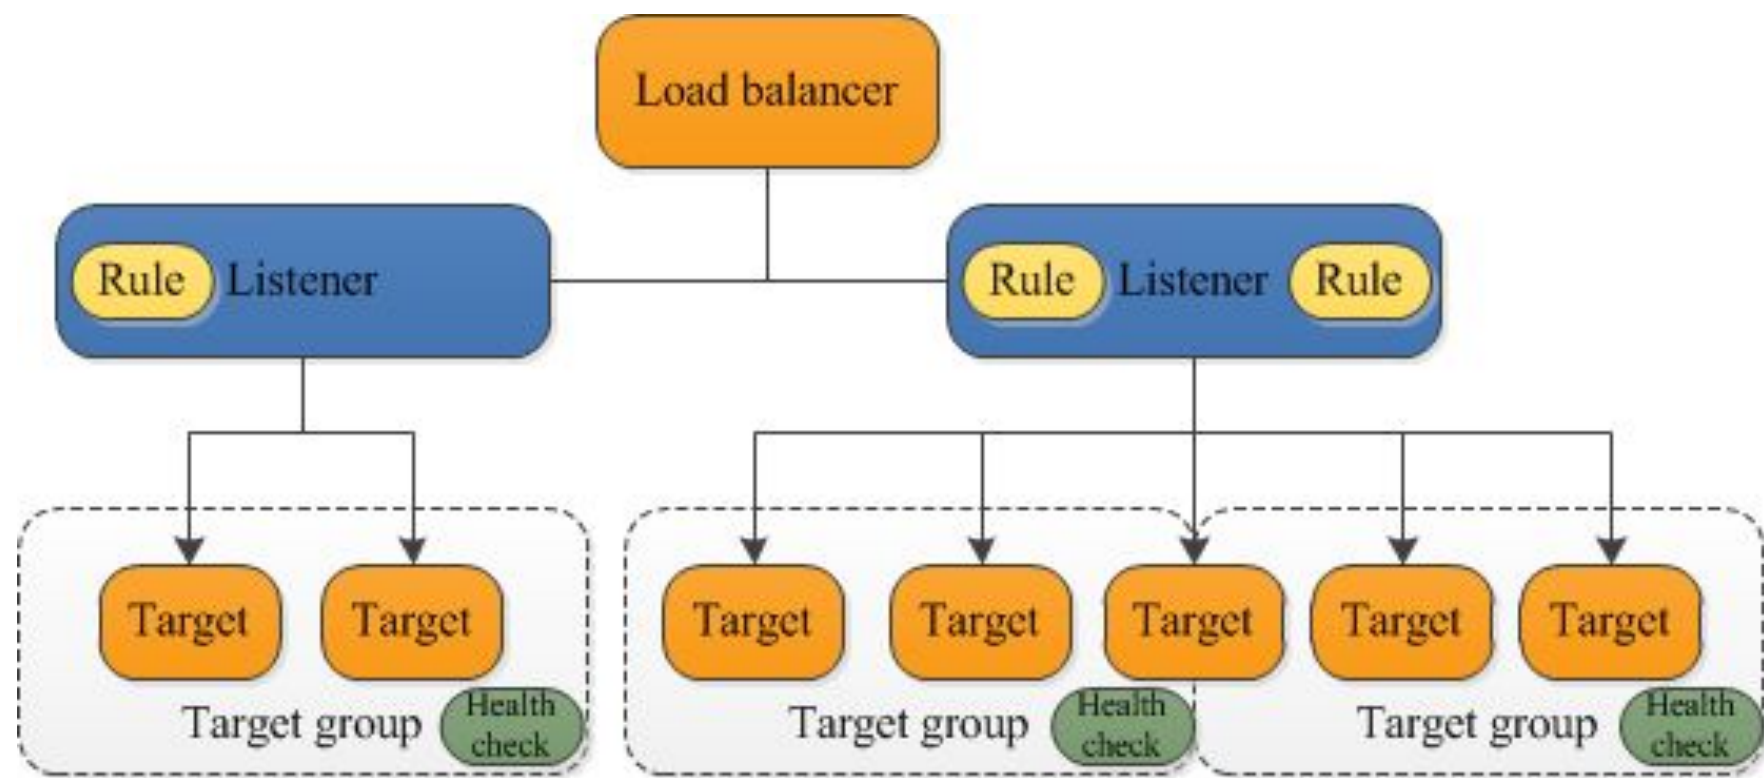 Load balancer
Rule Listener
Rule Listener Rule
Target Target
Target Target Target Target Target
Target group Health
check
Target group Health
check
Target group Health
check